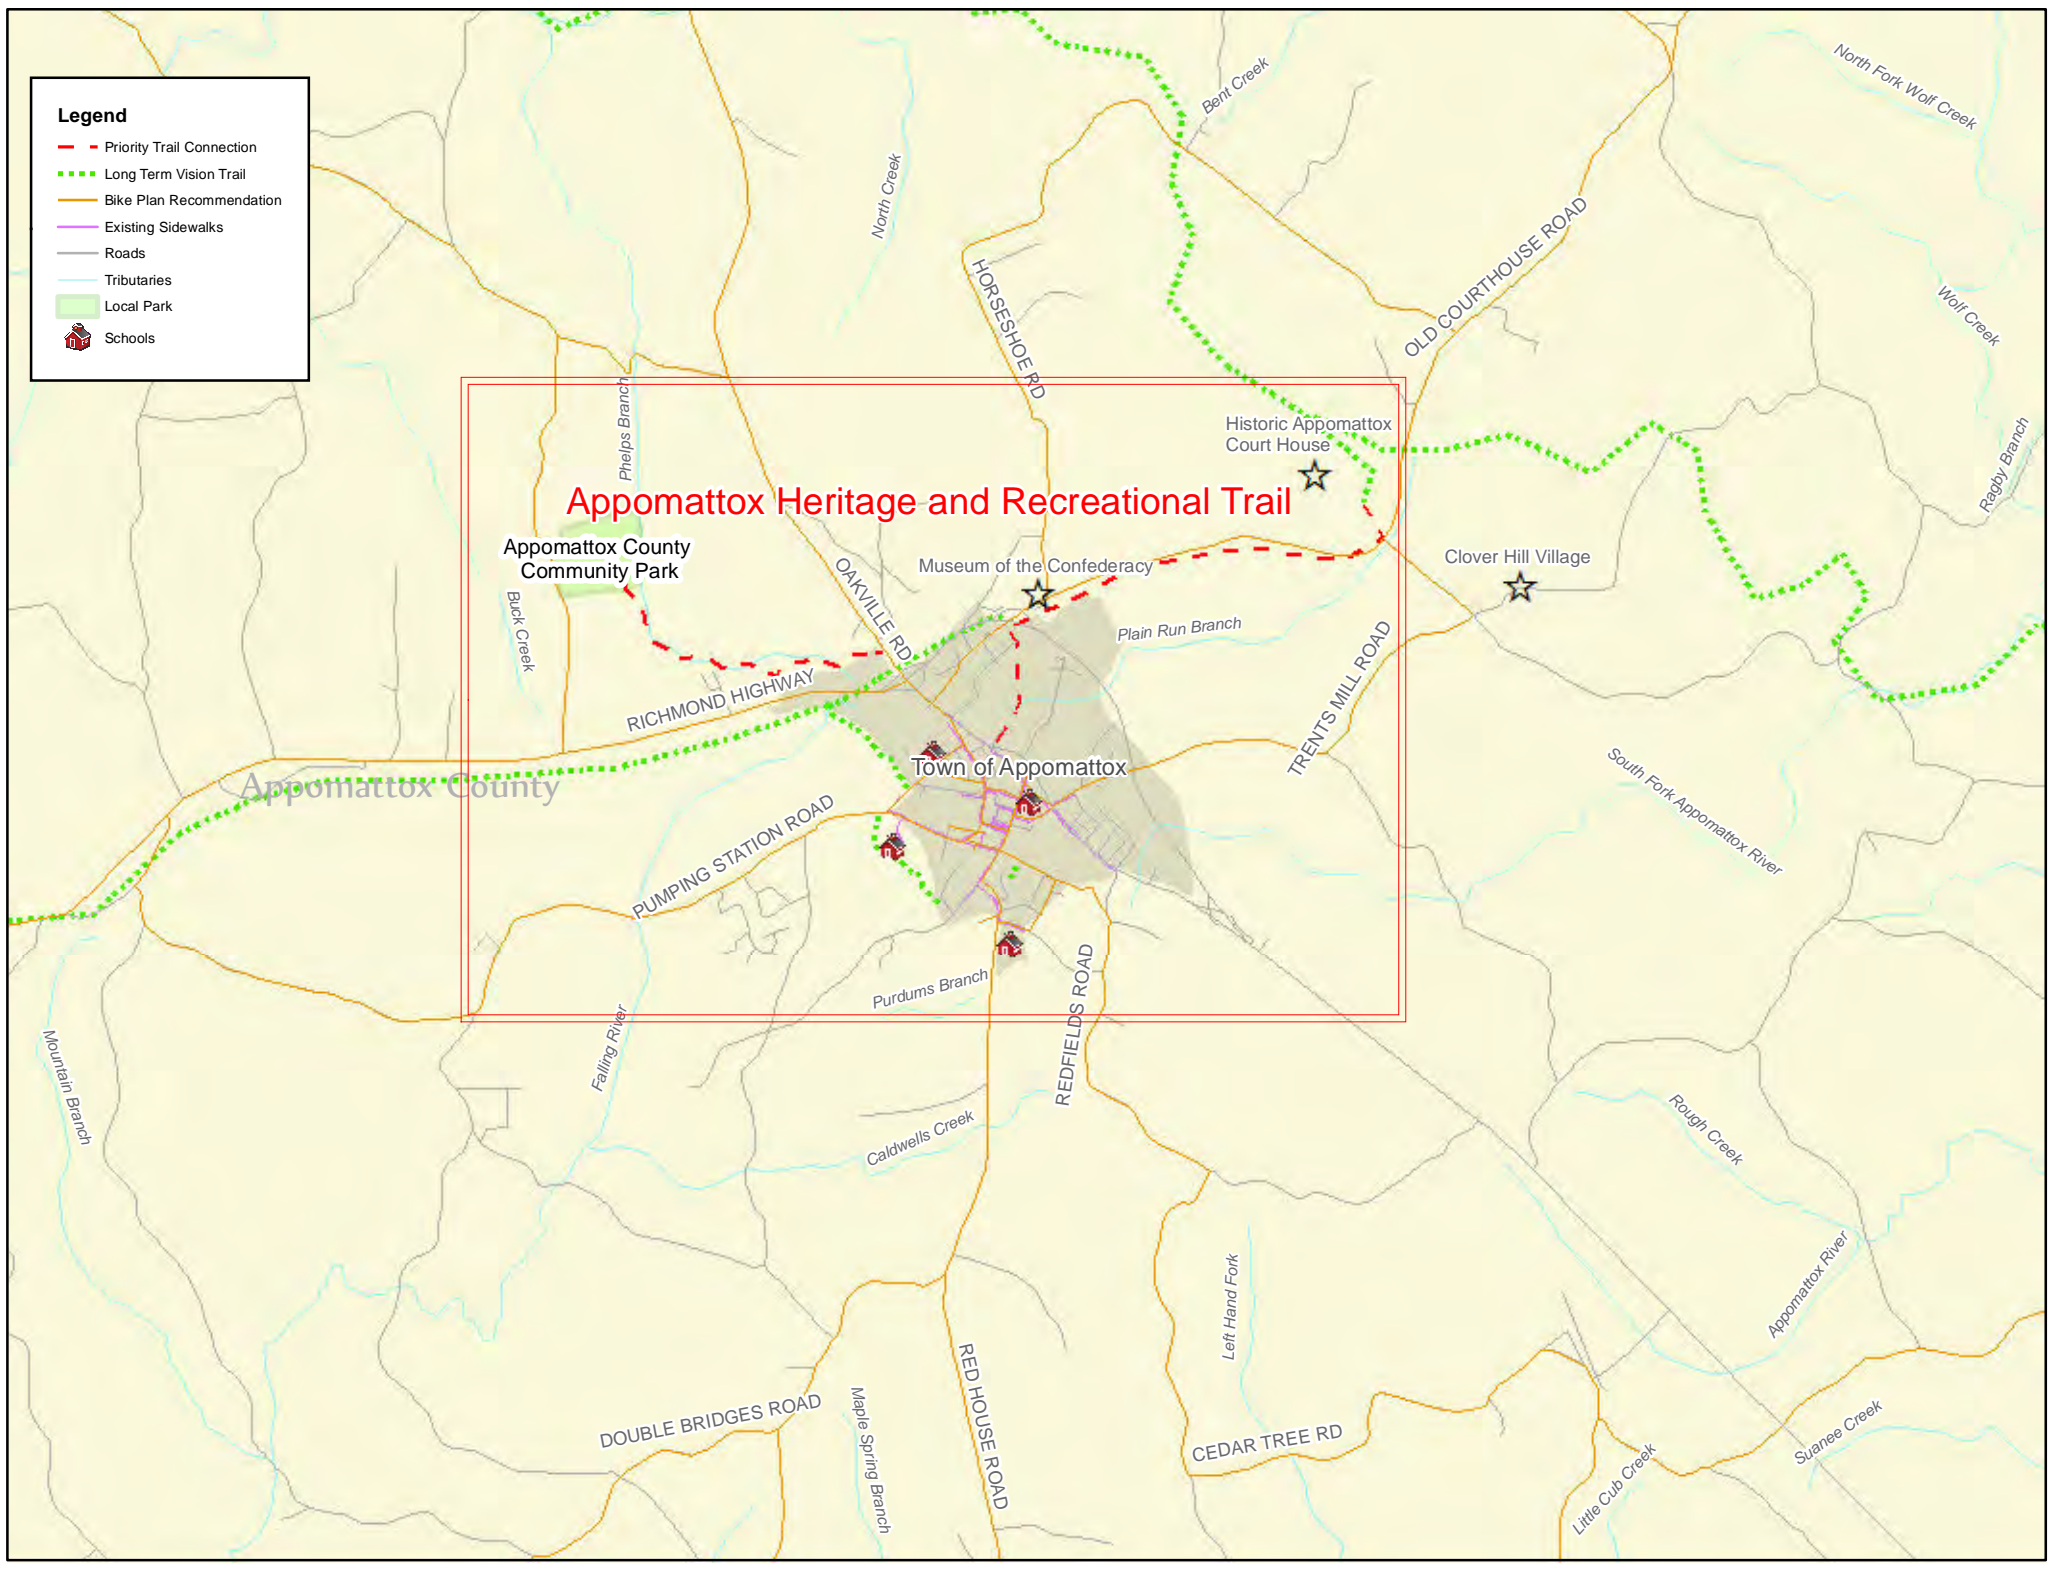 Legend
Priority Trail Connection
Long Term Vision Trail
Bike Plan Recommendation
Existing Sidewalks
Roads
Tributaries
Local Park
Schools
North Fork Wolf Creek
Bent Creek
North Creek
OLD COURTHOUSE ROAD
HORSESHOE RD
Wolf Creek
Phelps Branch
Historic Appomattox
Court House
Ragby Branch
Appomattox Heritage and Recreational Trail
Appomattox County
Community Park
OAKVILLE RD
Museum of the Confederacy
Clover Hill Village
Buck Creek
Plain Run Branch
RICHMOND HIGHWAY
TRENTS MILL ROAD
Appomattox County
Town of Appomattox
South Fork Appomattox River
PUMPING STATION ROAD
Purdums Branch
REDFIELDS ROAD
Falling River
Mountain Branch
Caldwells Creek
Rough Creek
Appomattox River
Left Hand Fork
RED HOUSE ROAD
DOUBLE BRIDGES ROAD
Maple Spring Branch
CEDAR TREE RD
Suanee Creek
Little Cub Creek